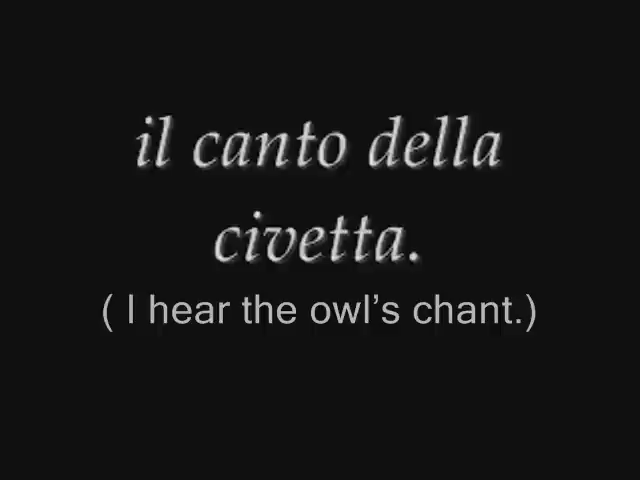 il canto della
civetta.
( I hear the owl’s chant.)